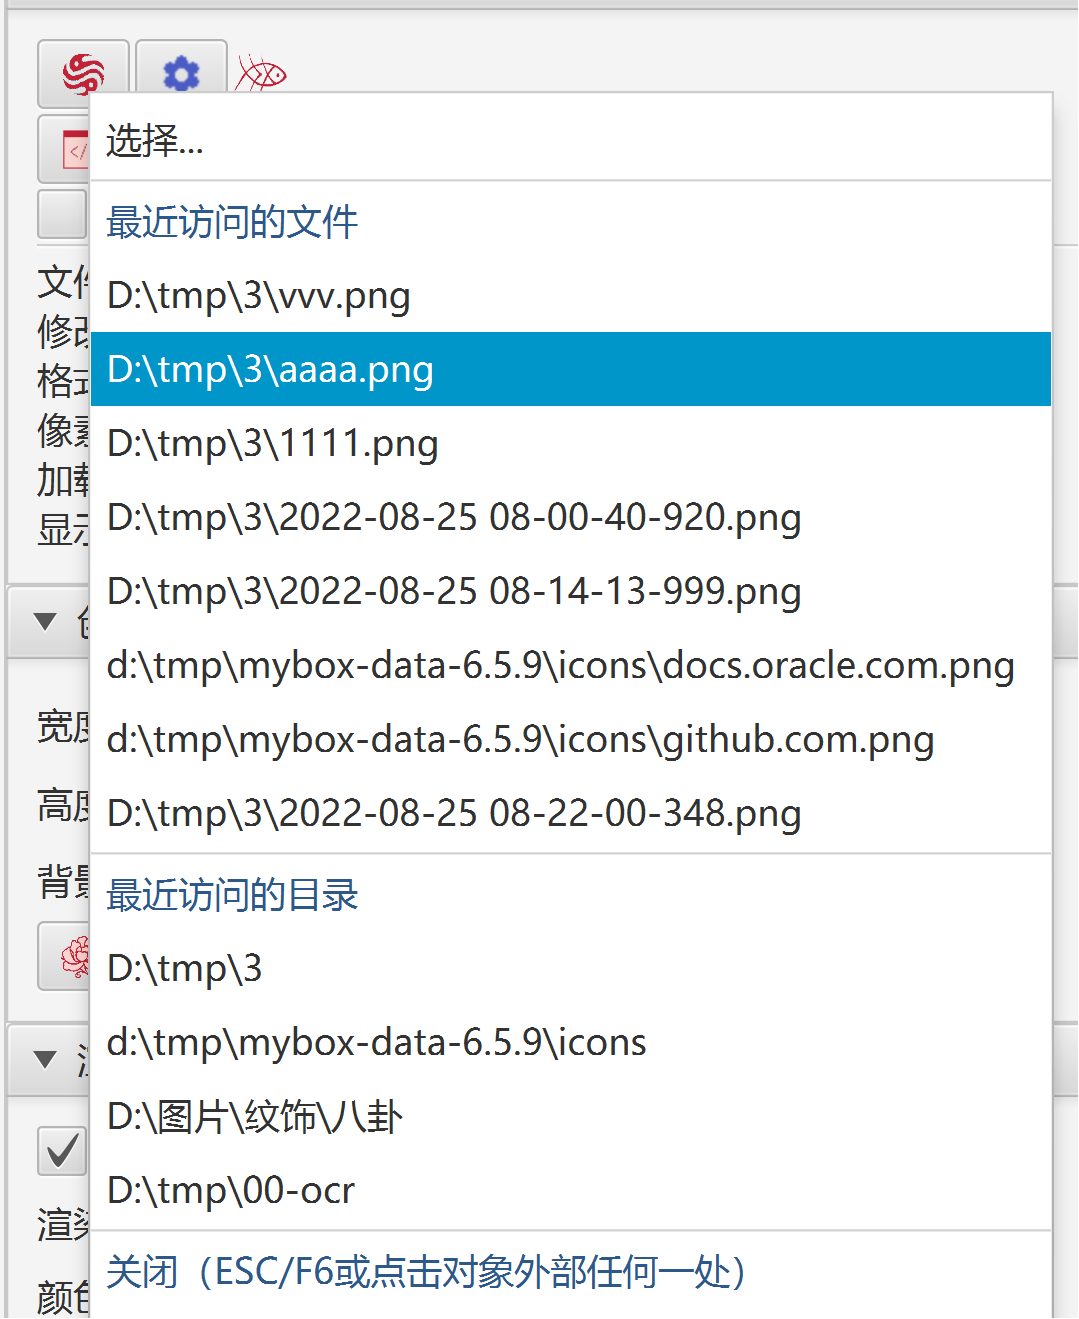 选择...
最近访问的文件
D:\tmp\3\vvv.png
D:\tmp\3\aaaa.png
D:\tmp\3\1111.png
D:\tmp\3\2022-08-25 08-00-40-920.png
D:\tmp\3\2022-08-25 08-14-13-999.png
d:\tmp\mybox-data-6.5.9\icons\docs.oracle.com.png
d:\tmp\mybox-data-6.5.9\icons\github.com.png
D:\tmp\3\2022-08-25 08-22-00-348.png
最近访问的目录
D:\tmp\3
d:\tmp\mybox-data-6.5.9\icons
D:\图片\纹饰\八卦
D:\tmp\00-ocr
关闭（ESC/F6或点击对象外部任何一处）
文
修
格
像
加
显
宽
高
背
渲
颜